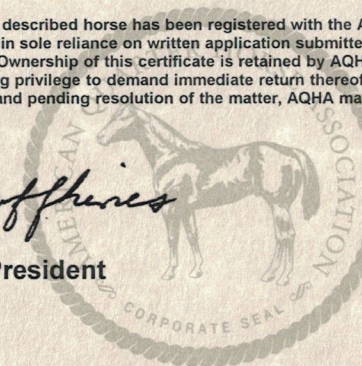 described horse has been registered with the A
in sole reliance on written application submitte
Ownership of this certificate is retained by AQH
g privilege to demand immediate return thereof
and pending resolution of the matter, AQHA ma
President
AMERICAN
ASSOCIATION
CORPORATE SEAL